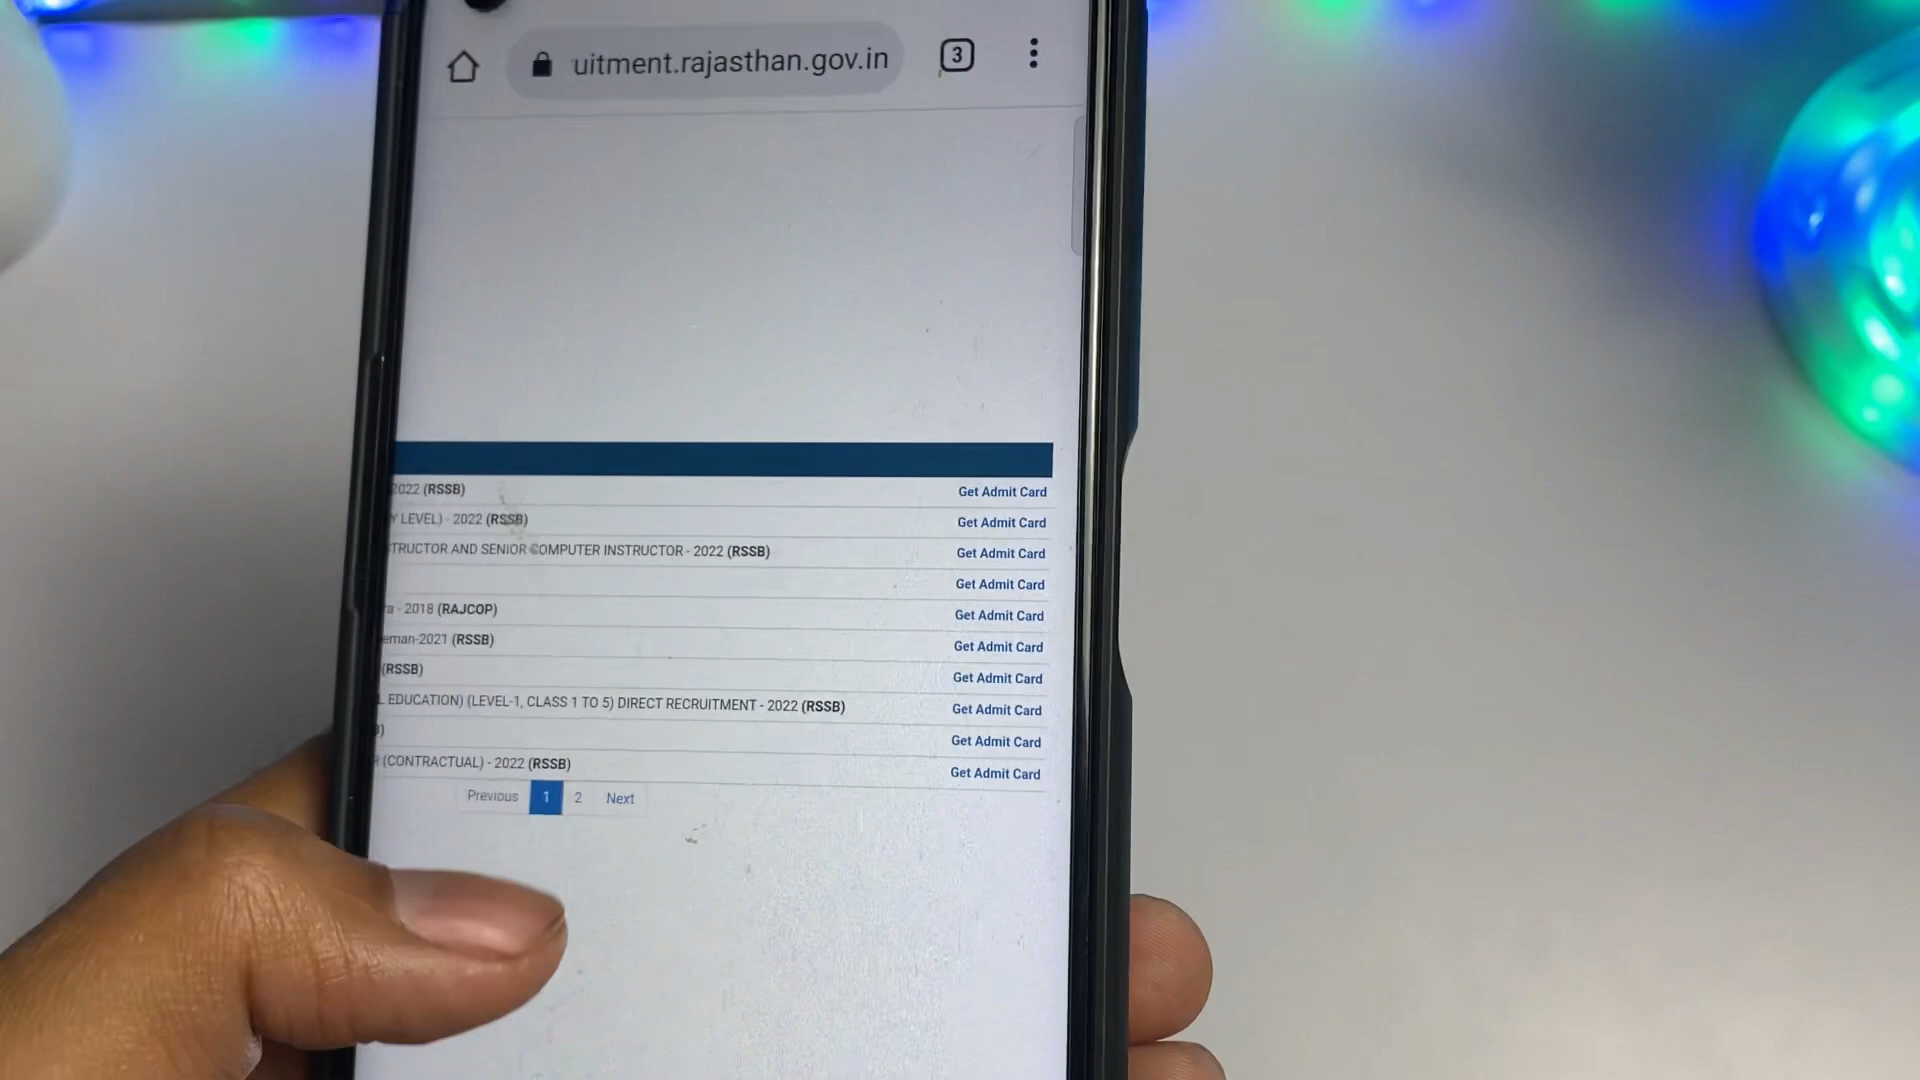 uitment.rajasthan.gov.in 3
2022 (RSSB) Get Admit Card
Y LEVEL) - 2022 (RSSB) Get Admit Card
TRUCTOR AND SENIOR COMPUTER INSTRUCTOR - 2022 (RSSB) Get Admit Card
Get Admit Card
a - 2018 (RAJCOP) Get Admit Card
eman-2021 (RSSB) Get Admit Card
(RSSB) Get Admit Card
L EDUCATION) (LEVEL-1, CLASS 1 TO 5) DIRECT RECRUITMENT - 2022 (RSSB) Get Admit Card
B) Get Admit Card
R (CONTRACTUAL) - 2022 (RSSB) Get Admit Card
Previous 1 2 Next